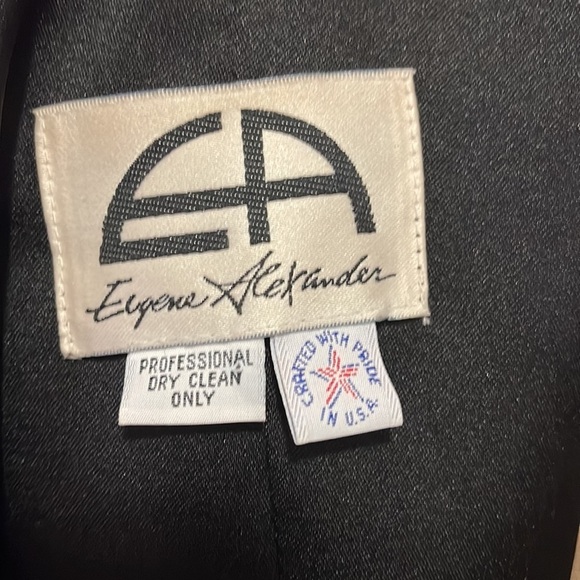 EA
Eugene Alexander
PROFESSIONAL
DRY CLEAN
ONLY
CRAFTED WITH PRIDE
IN U.S.A.